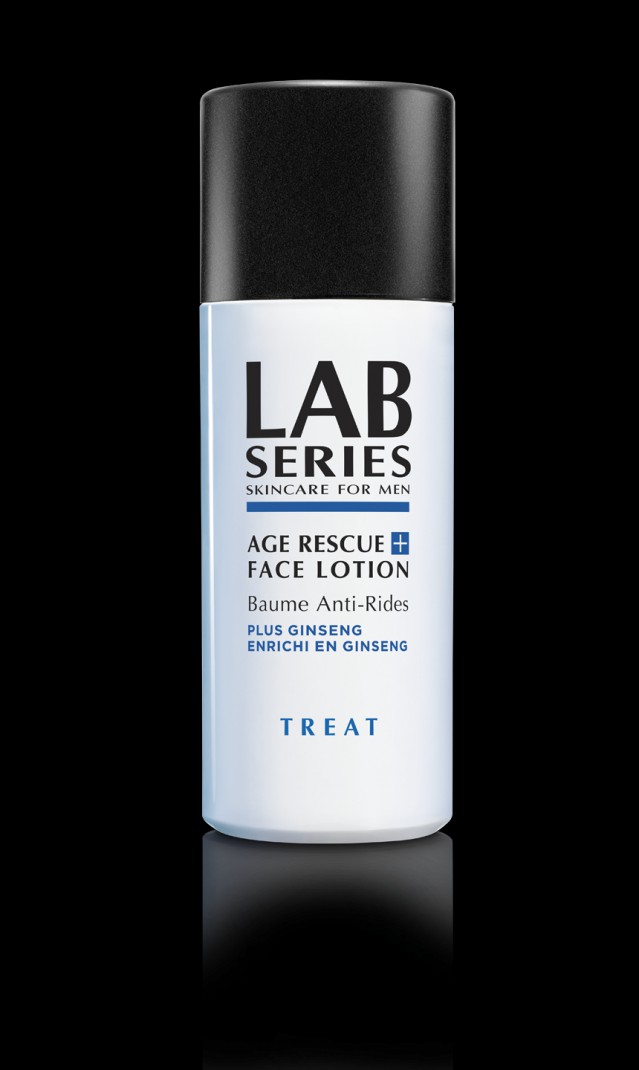 LAB
SERIES
SKINCARE FOR MEN
AGE RESCUE +
FACE LOTION
Baume Anti-Rides
PLUS GINSENG
ENRICHI EN GINSENG
TREAT